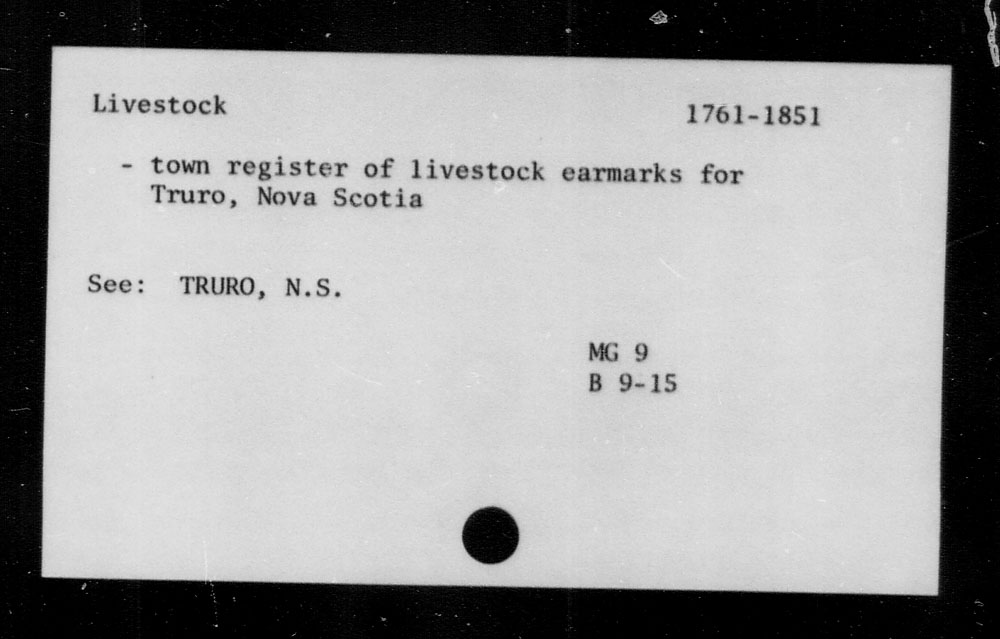 Livestock 1761-1851
- town register of livestock earmarks for
Truro, Nova Scotia
See: TRURO, N.S.
MG 9
B 9-15